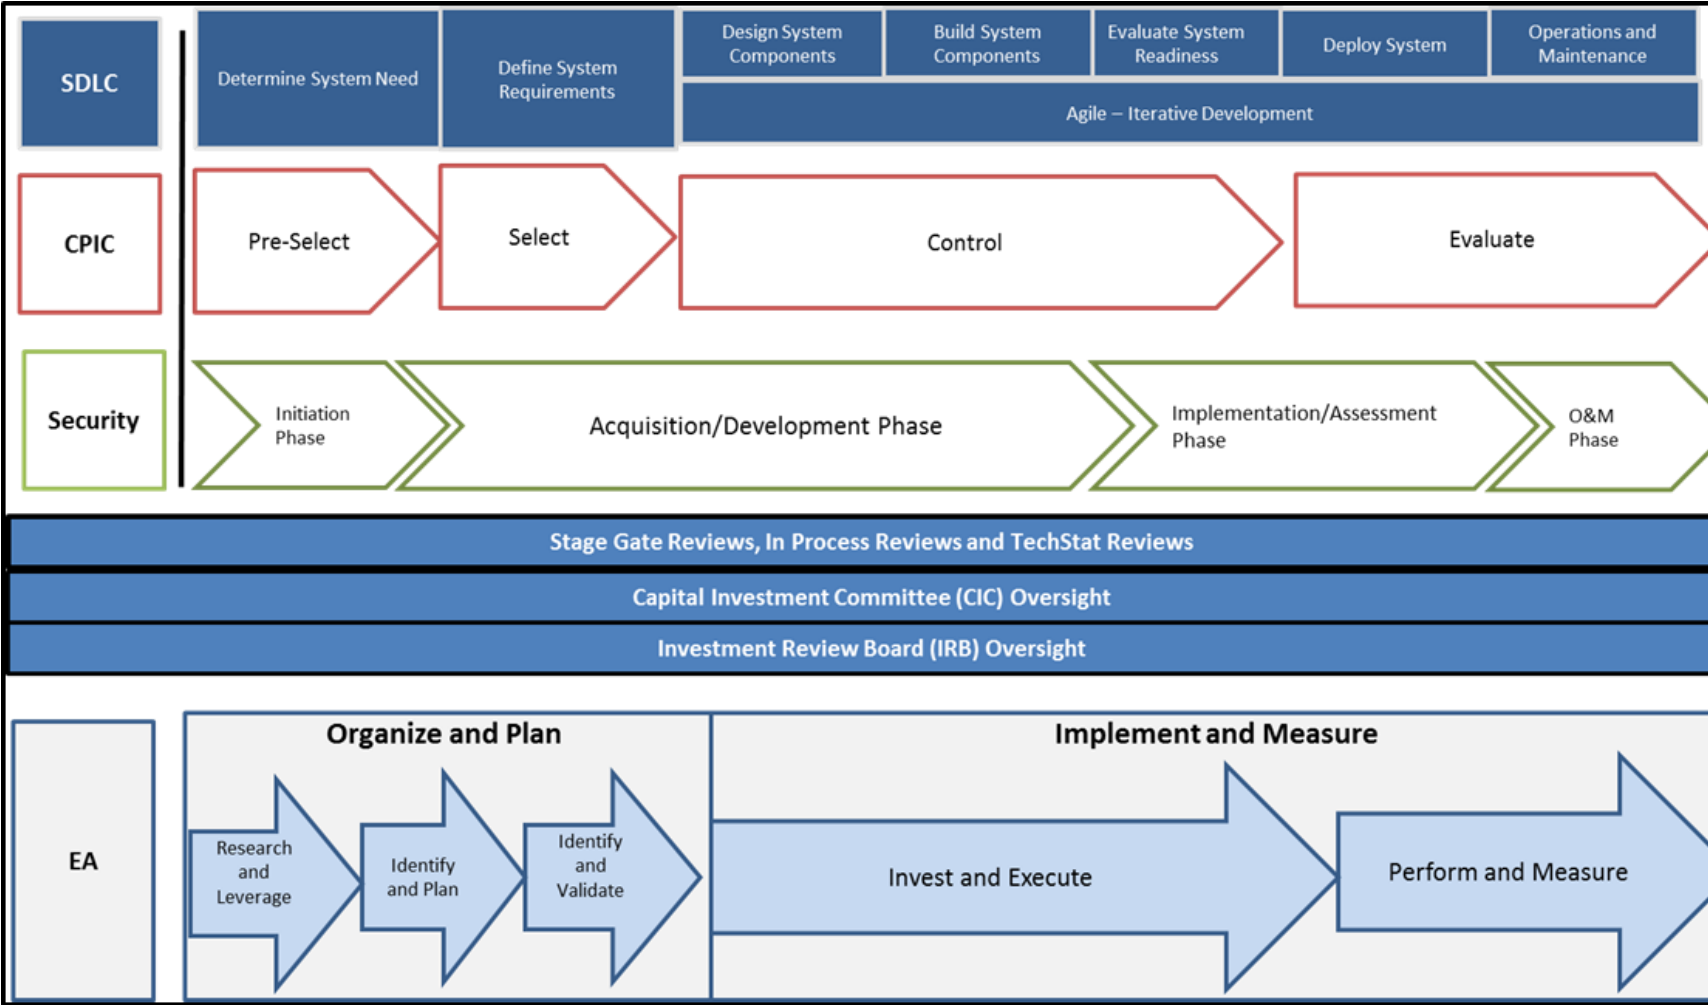 SDLC
Determine System Need
Define System
Requirements
Design System
Components
Build System
Components
Evaluate System
Readiness
Deploy System
Operations and
Maintenance
Agile – Iterative Development
CPIC
Pre-Select
Select
Control
Evaluate
Security
Initiation
Phase
Acquisition/Development Phase
Implementation/Assessment
Phase
O&M
Phase
Stage Gate Reviews, In Process Reviews and TechStat Reviews
Capital Investment Committee (CIC) Oversight
Investment Review Board (IRB) Oversight
EA
Organize and Plan
Research
and
Leverage
Identify
and Plan
Identify
and
Validate
Implement and Measure
Invest and Execute
Perform and Measure